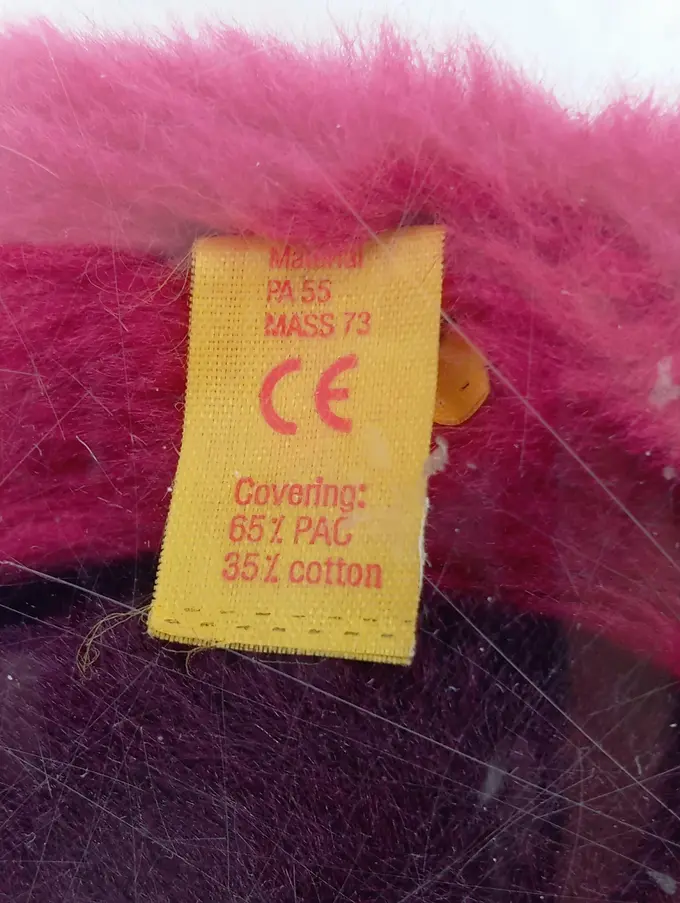 Material
PA 55
MASS 73
CE
Covering:
65% PAC
35% cotton